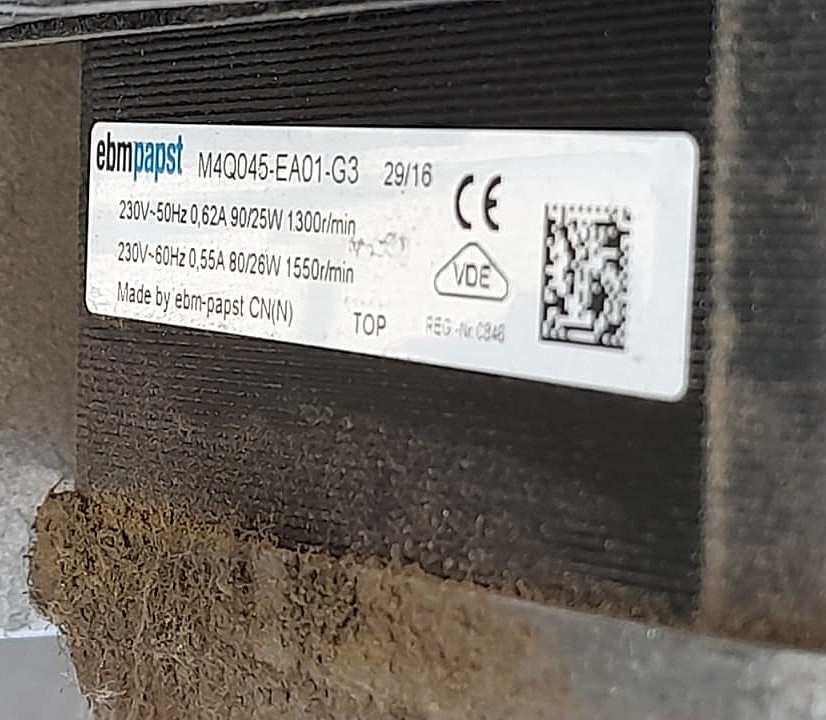 ebmpapst M4Q045-EA01-G3 29/16
230V~50Hz 0,62A 90/25W 1300r/min
230V~60Hz 0,55A 80/26W 1550r/min
Made by ebm-papst CN(N)
TOP
CE
VDE
REG.-Nr. C846